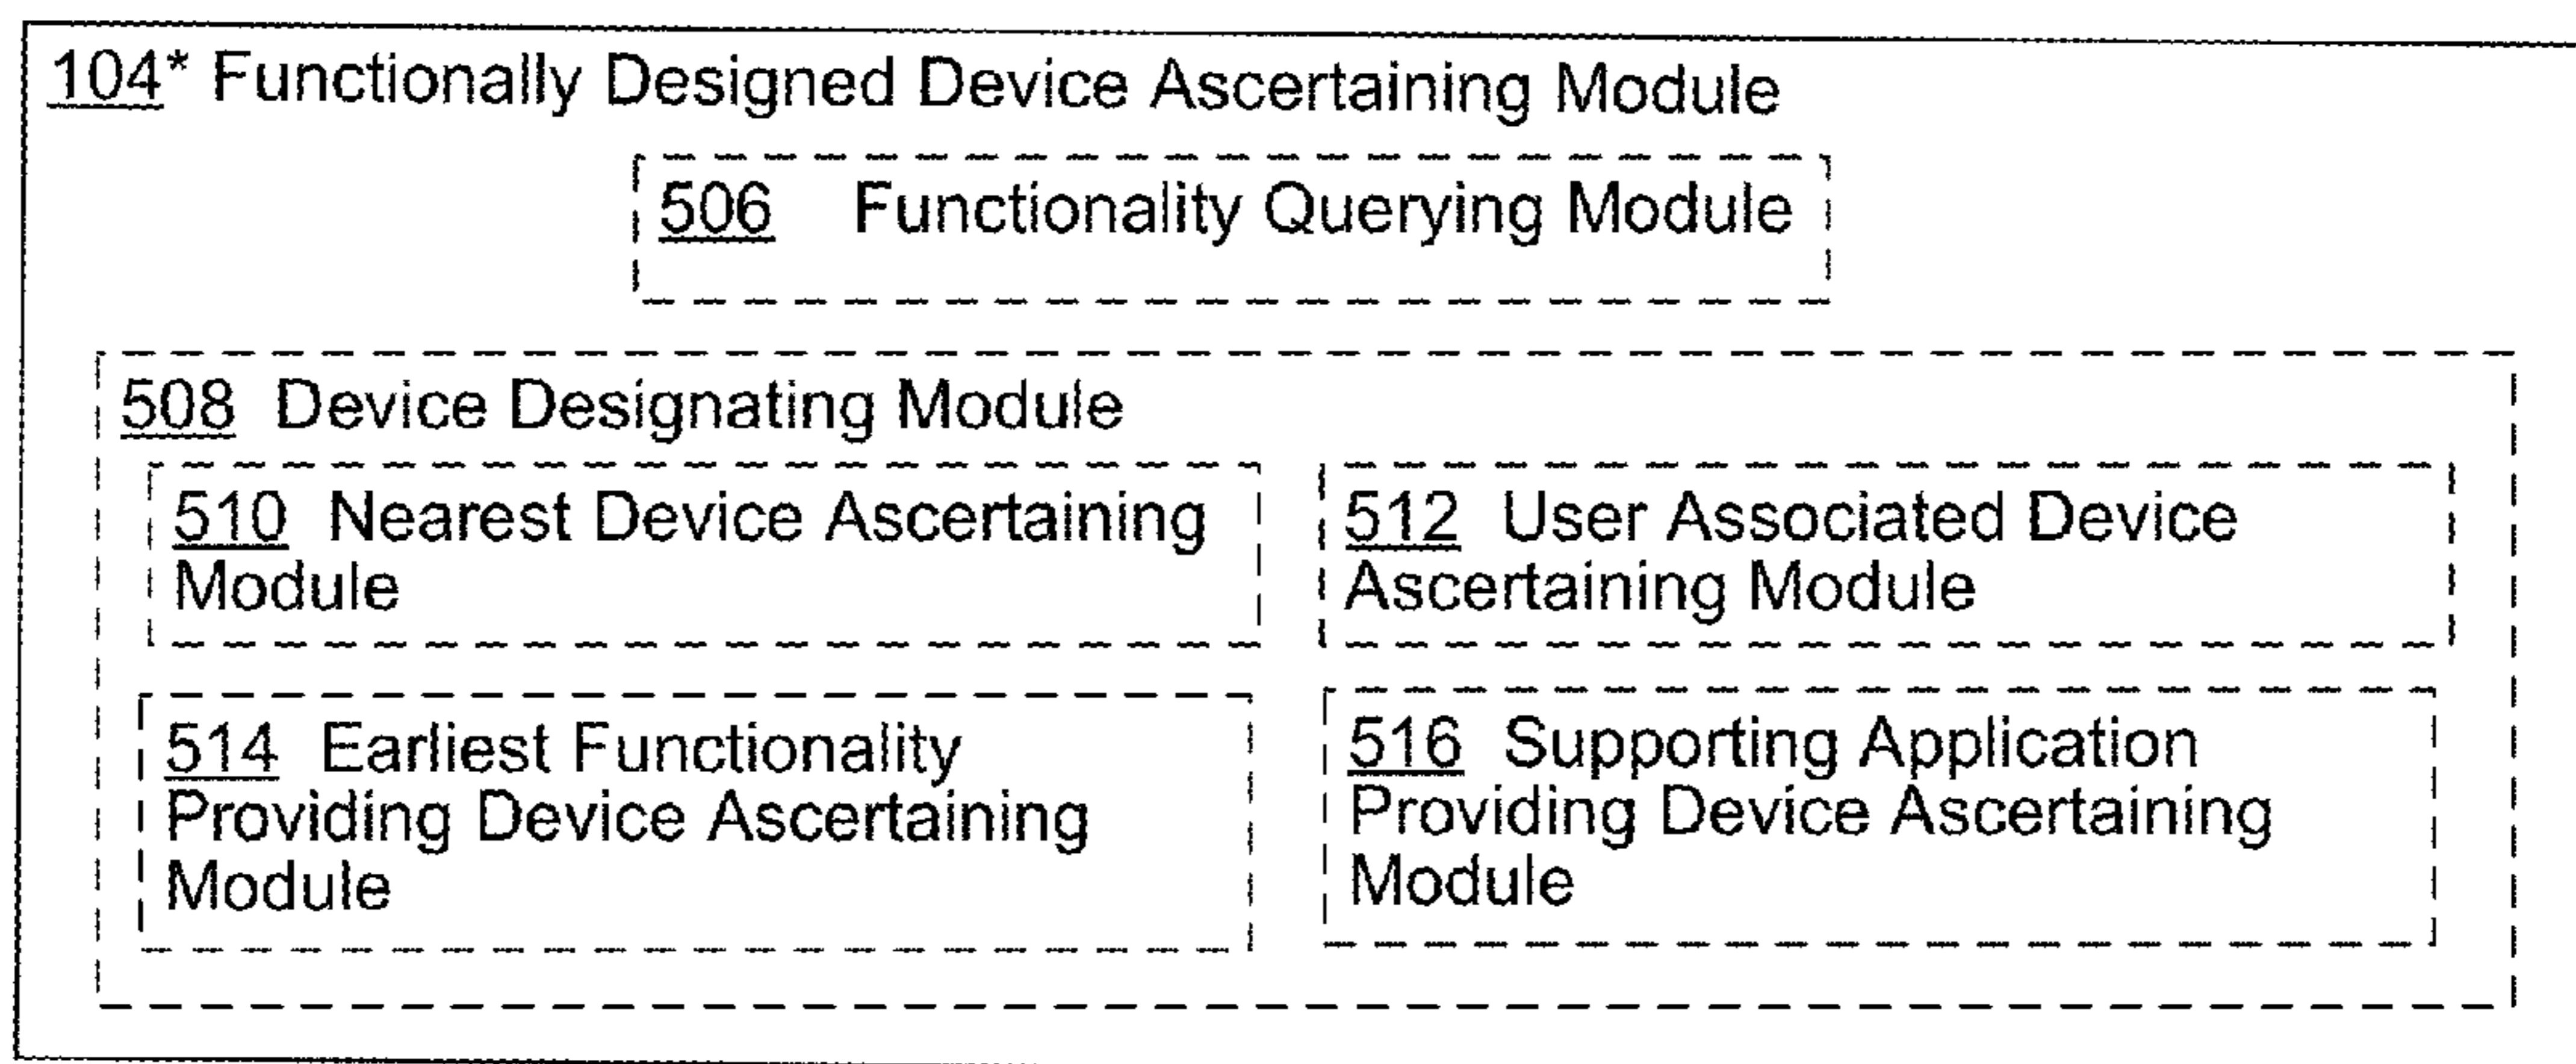 104* Functionally Designed Device Ascertaining Module
506 Functionality Querying Module
508 Device Designating Module
510 Nearest Device Ascertaining
Module
512 User Associated Device
Ascertaining Module
514 Earliest Functionality
Providing Device Ascertaining
Module
516 Supporting Application
Providing Device Ascertaining
Module